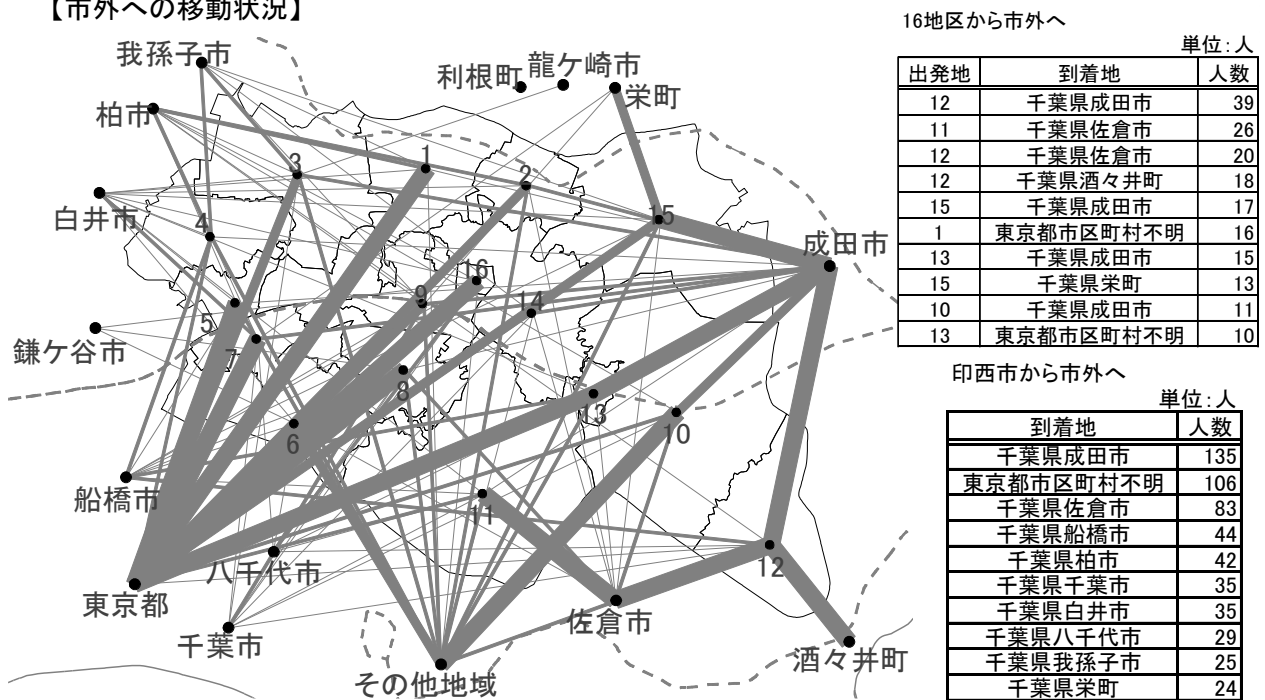 【市外への移動状況】
我孫子市
利根町
龍ケ崎市
栄町
柏市
白井市
成田市
鎌ケ谷市
船橋市
東京都
八千代市
千葉市
その他地域
佐倉市
酒々井町
1
2
3
4
5
6
7
8
9
10
11
12
13
14
15
16
16地区から市外へ
単位:人
出発地 到着地 人数
12 千葉県成田市 39
11 千葉県佐倉市 26
12 千葉県佐倉市 20
12 千葉県酒々井町 18
15 千葉県成田市 17
1 東京都市区町村不明 16
13 千葉県成田市 15
15 千葉県栄町 13
10 千葉県成田市 11
13 東京都市区町村不明 10
印西市から市外へ
単位:人
到着地 人数
千葉県成田市 135
東京都市区町村不明 106
千葉県佐倉市 83
千葉県船橋市 44
千葉県柏市 42
千葉県千葉市 35
千葉県白井市 35
千葉県八千代市 29
千葉県我孫子市 25
千葉県栄町 24